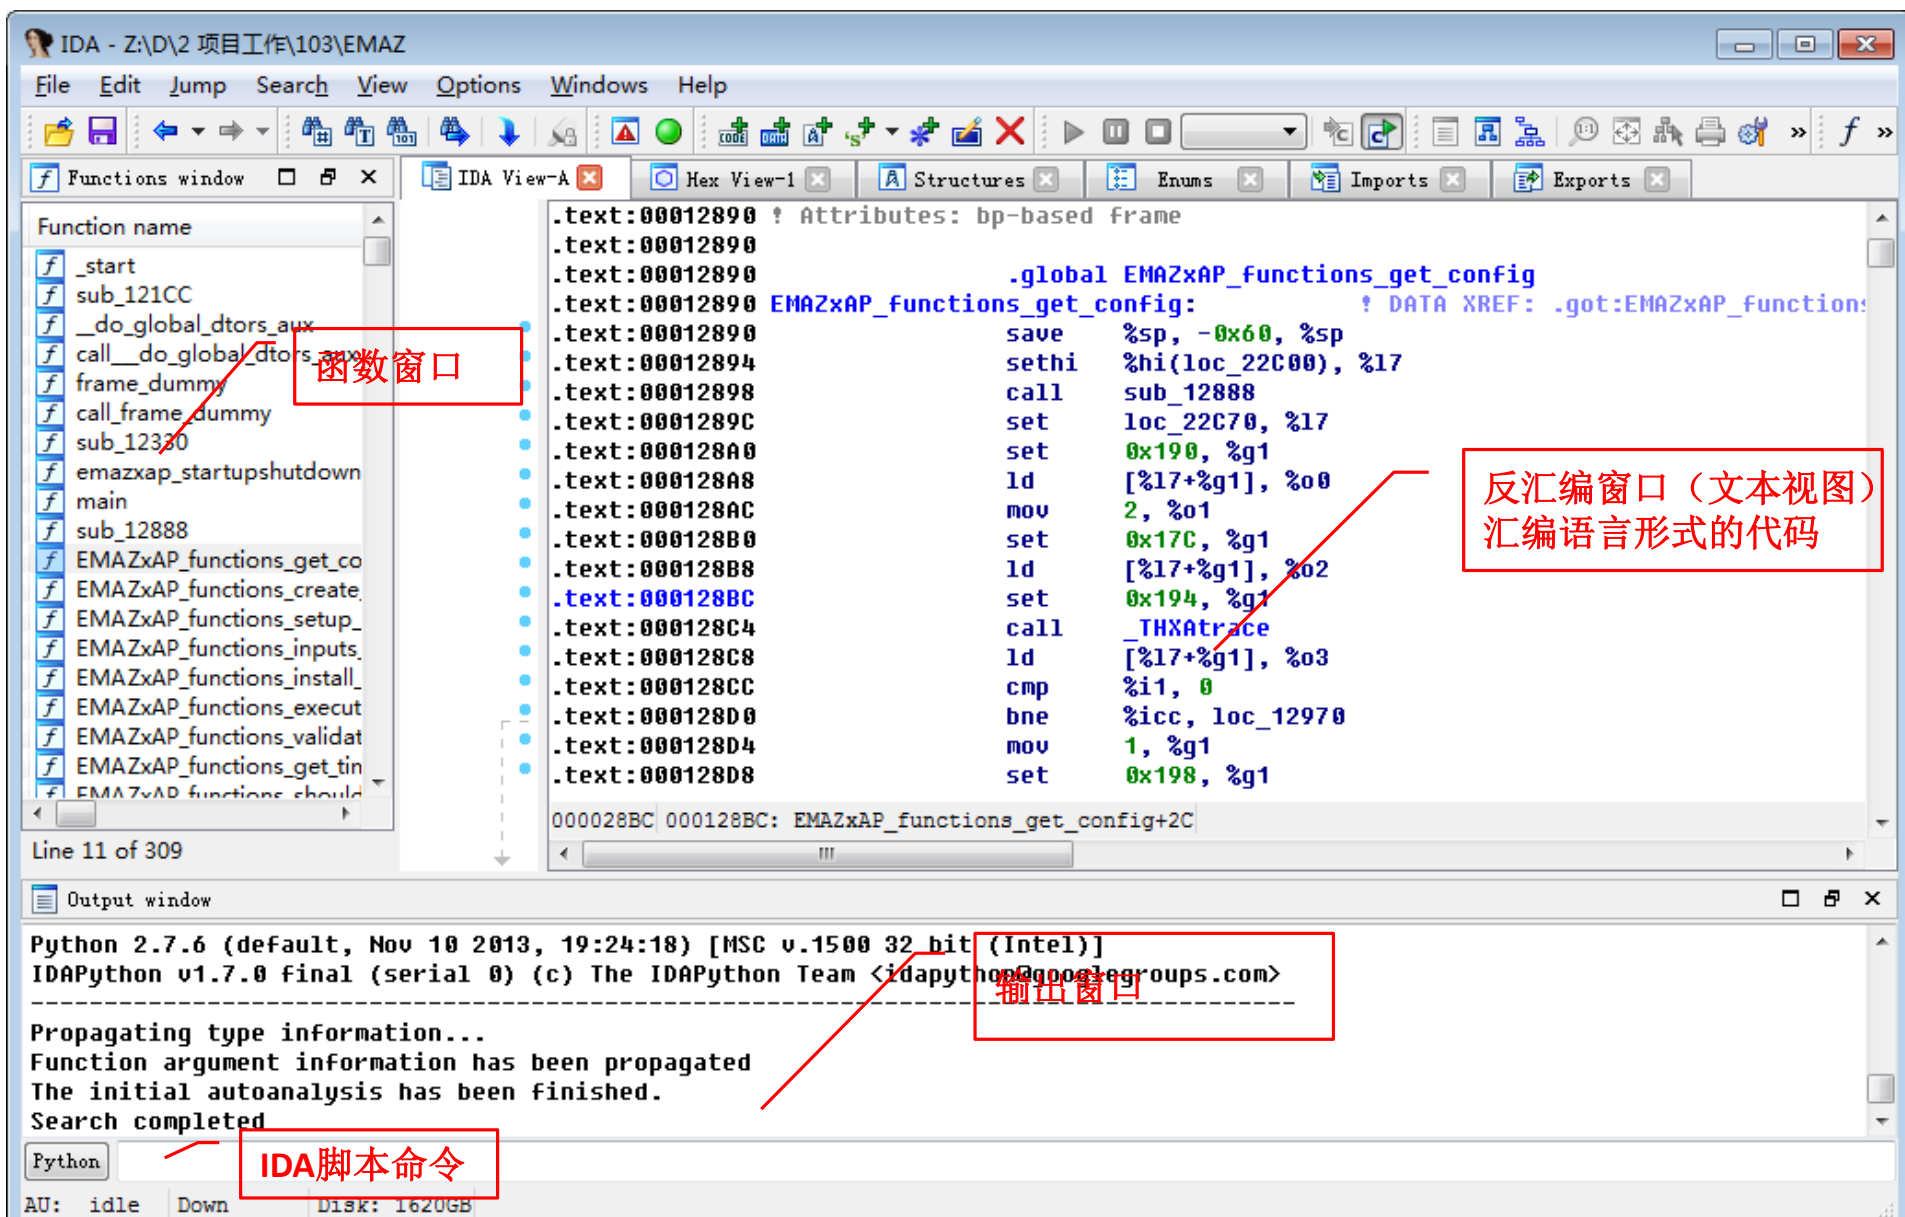 IDA - Z:\D\2 项目工作\103\EMAZ
File Edit Jump Search View Options Windows Help
Functions window
IDA View-A Hex View-1 Structures Enums Imports Exports
Function name
_start
sub_121CC
__do_global_dtors_aux
call___do_global_dtors_aux
frame_dummy
call_frame_dummy
sub_12330
emazxap_startupshutdown
main
sub_12888
EMAZxAP_functions_get_co
EMAZxAP_functions_create_
EMAZxAP_functions_setup_
EMAZxAP_functions_inputs_
EMAZxAP_functions_install_
EMAZxAP_functions_execut
EMAZxAP_functions_validat
EMAZxAP_functions_get_tin
EMAZxAP_functions_should
Line 11 of 309
函数窗口
.text:00012890 ! Attributes: bp-based frame
.text:00012890
.text:00012890 .global EMAZxAP_functions_get_config
.text:00012890 EMAZxAP_functions_get_config: ! DATA XREF: .got:EMAZxAP_functions
.text:00012890 save %sp, -0x60, %sp
.text:00012894 sethi %hi(loc_22C00), %l7
.text:00012898 call sub_12888
.text:0001289C set loc_22C70, %l7
.text:000128A0 set 0x190, %g1
.text:000128A8 ld [%l7+%g1], %o0
.text:000128AC mov 2, %o1
.text:000128B0 set 0x17C, %g1
.text:000128B8 ld [%l7+%g1], %o2
.text:000128BC set 0x194, %g1
.text:000128C4 call _THXAtrace
.text:000128C8 ld [%l7+%g1], %o3
.text:000128CC cmp %i1, 0
.text:000128D0 bne %icc, loc_12970
.text:000128D4 mov 1, %g1
.text:000128D8 set 0x198, %g1
000028BC 000128BC: EMAZxAP_functions_get_config+2C
反汇编窗口（文本视图）
汇编语言形式的代码
Output window
Python 2.7.6 (default, Nov 10 2013, 19:24:18) [MSC v.1500 32 bit (Intel)]
IDAPython v1.7.0 final (serial 0) (c) The IDAPython Team <idapython@googlegroups.com>
-----------------------------------------------------------------------------------------
Propagating type information...
Function argument information has been propagated
The initial autoanalysis has been finished.
Search completed
输出窗口
Python
IDA脚本命令
AU: idle Down Disk: 1620GB